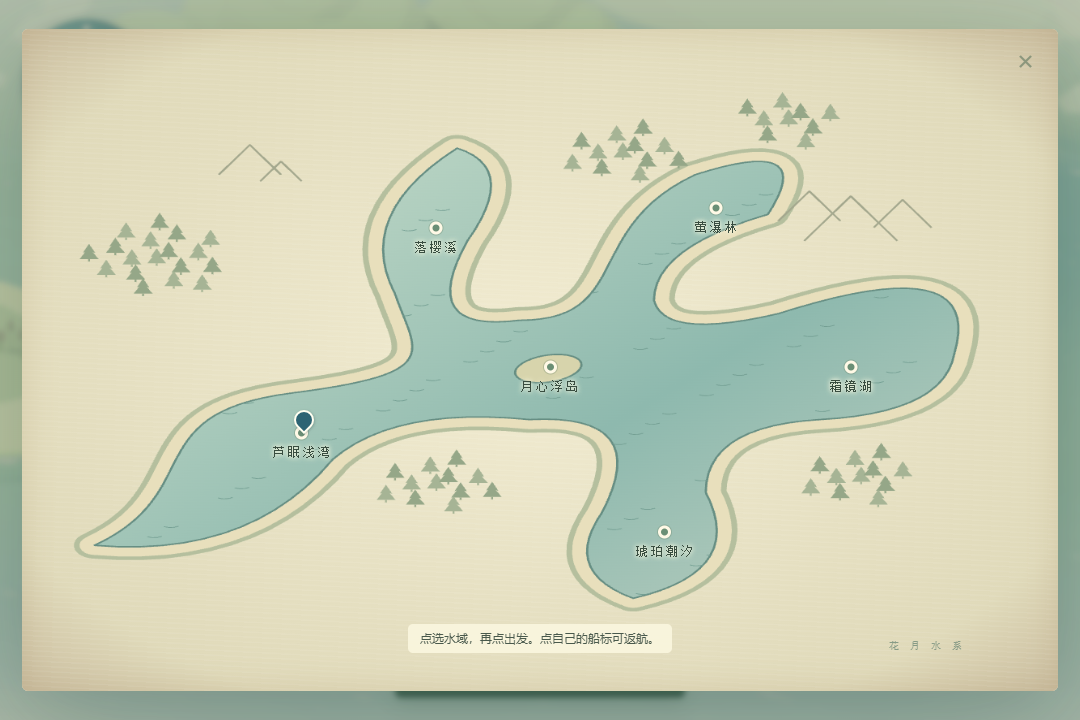 落樱溪
萤瀑林
月心浮岛
霜镜湖
芦眠浅湾
琥珀潮汐
点选水域，再点出发。点自己的船标可返航。
花月水系